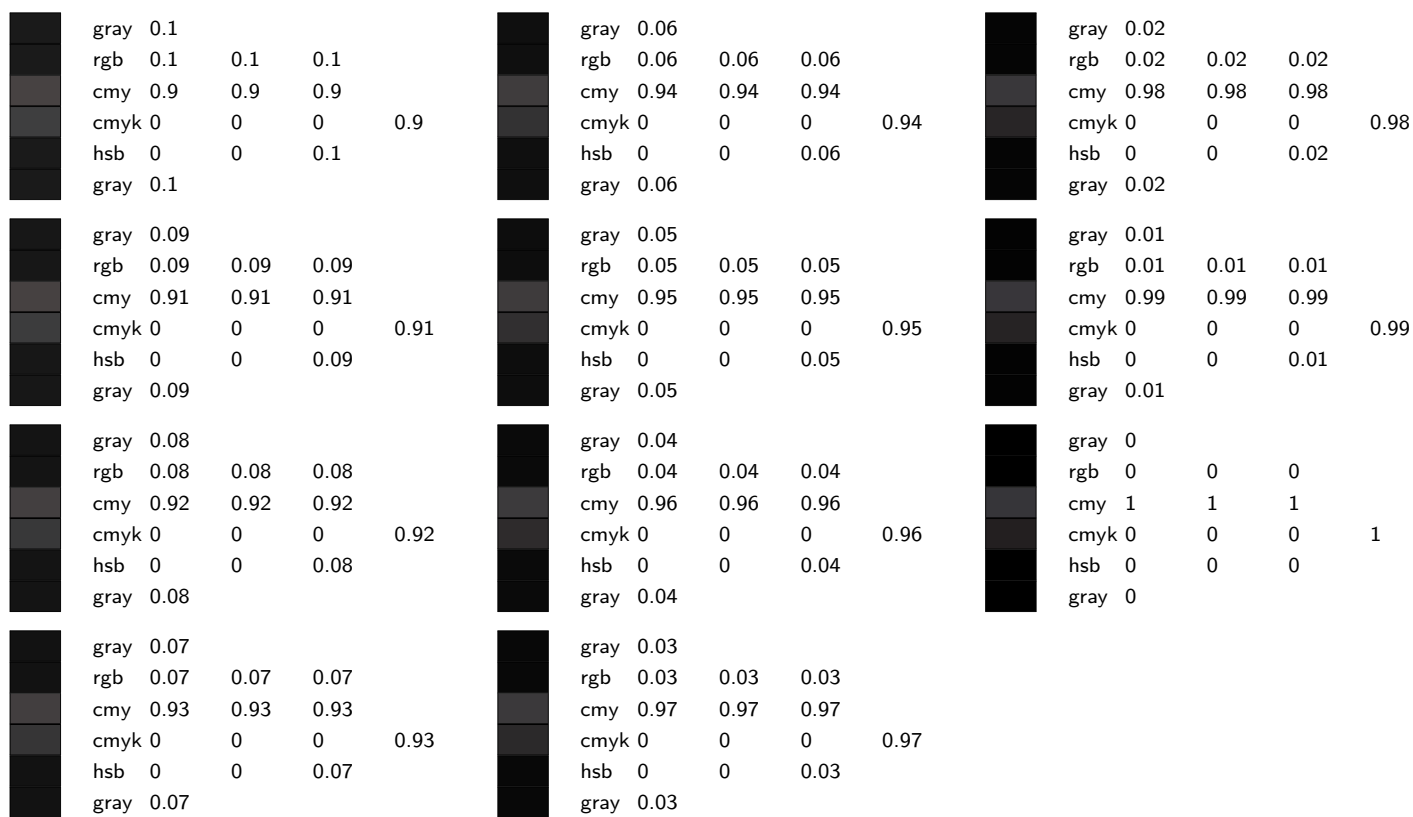 gray 0.1
rgb 0.1 0.1 0.1
cmy 0.9 0.9 0.9
cmyk 0 0 0 0.9
hsb 0 0 0.1
gray 0.1
gray 0.09
rgb 0.09 0.09 0.09
cmy 0.91 0.91 0.91
cmyk 0 0 0 0.91
hsb 0 0 0.09
gray 0.09
gray 0.08
rgb 0.08 0.08 0.08
cmy 0.92 0.92 0.92
cmyk 0 0 0 0.92
hsb 0 0 0.08
gray 0.08
gray 0.07
rgb 0.07 0.07 0.07
cmy 0.93 0.93 0.93
cmyk 0 0 0 0.93
hsb 0 0 0.07
gray 0.07
gray 0.06
rgb 0.06 0.06 0.06
cmy 0.94 0.94 0.94
cmyk 0 0 0 0.94
hsb 0 0 0.06
gray 0.06
gray 0.05
rgb 0.05 0.05 0.05
cmy 0.95 0.95 0.95
cmyk 0 0 0 0.95
hsb 0 0 0.05
gray 0.05
gray 0.04
rgb 0.04 0.04 0.04
cmy 0.96 0.96 0.96
cmyk 0 0 0 0.96
hsb 0 0 0.04
gray 0.04
gray 0.03
rgb 0.03 0.03 0.03
cmy 0.97 0.97 0.97
cmyk 0 0 0 0.97
hsb 0 0 0.03
gray 0.03
gray 0.02
rgb 0.02 0.02 0.02
cmy 0.98 0.98 0.98
cmyk 0 0 0 0.98
hsb 0 0 0.02
gray 0.02
gray 0.01
rgb 0.01 0.01 0.01
cmy 0.99 0.99 0.99
cmyk 0 0 0 0.99
hsb 0 0 0.01
gray 0.01
gray 0
rgb 0 0 0
cmy 1 1 1
cmyk 0 0 0 1
hsb 0 0 0
gray 0